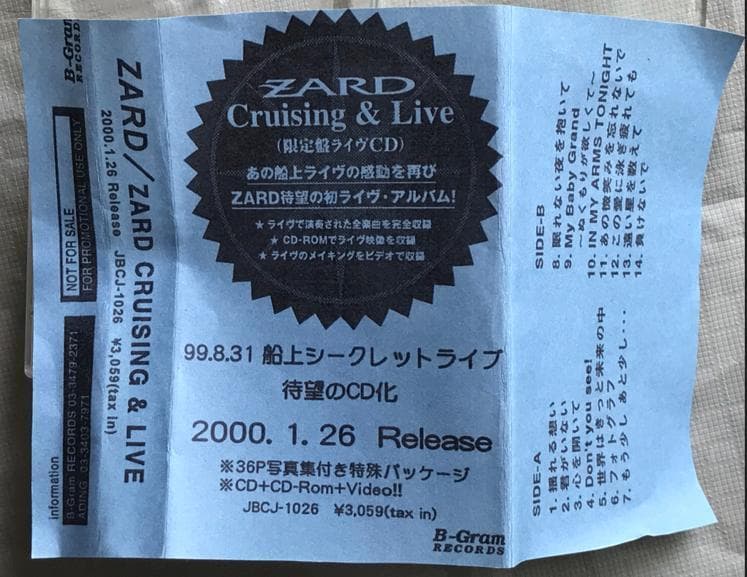 B-Gram
RECORDS
ZARD/ZARD CRUISING & LIVE
2000.1.26 Release JBCJ-1026 ¥3,059(tax in)
NOT FOR SALE
FOR PROMOTIONAL USE ONLY
information
B-Gram RECORDS 03-3479-2371
ADING 03-3403-7971
ZARD
Cruising & Live
(限定盤ライヴCD)
あの船上ライヴの感動を再び
ZARD待望の初ライヴ・アルバム!
★ライヴで演奏された全楽曲を完全収録
★CD-ROMでライヴ映像を収録
★ライヴのメイキングをビデオで収録
99.8.31 船上シークレットライブ
待望のCD化
2000.1.26 Release
※36P写真集付き特殊パッケージ
※CD+CD-Rom+Video!!
JBCJ-1026 ¥3,059(tax in)
B-Gram
RECORDS
SIDE-A
1. 揺れる想い
2. 君がいない
3. 心を開いて
4. Don't you see!
5. 世界はきっと未来の中
6. フォトグラフ
7. もう少し あと少し...
SIDE-B
8. 眠れない夜を抱いて
9. My Baby Grand
～ぬくもりが欲しくて～
10. IN MY ARMS TONIGHT
11. あの微笑みを忘れないで
12. この愛に泳ぎ疲れても
13. 遠い星を数えて
14. 負けないで